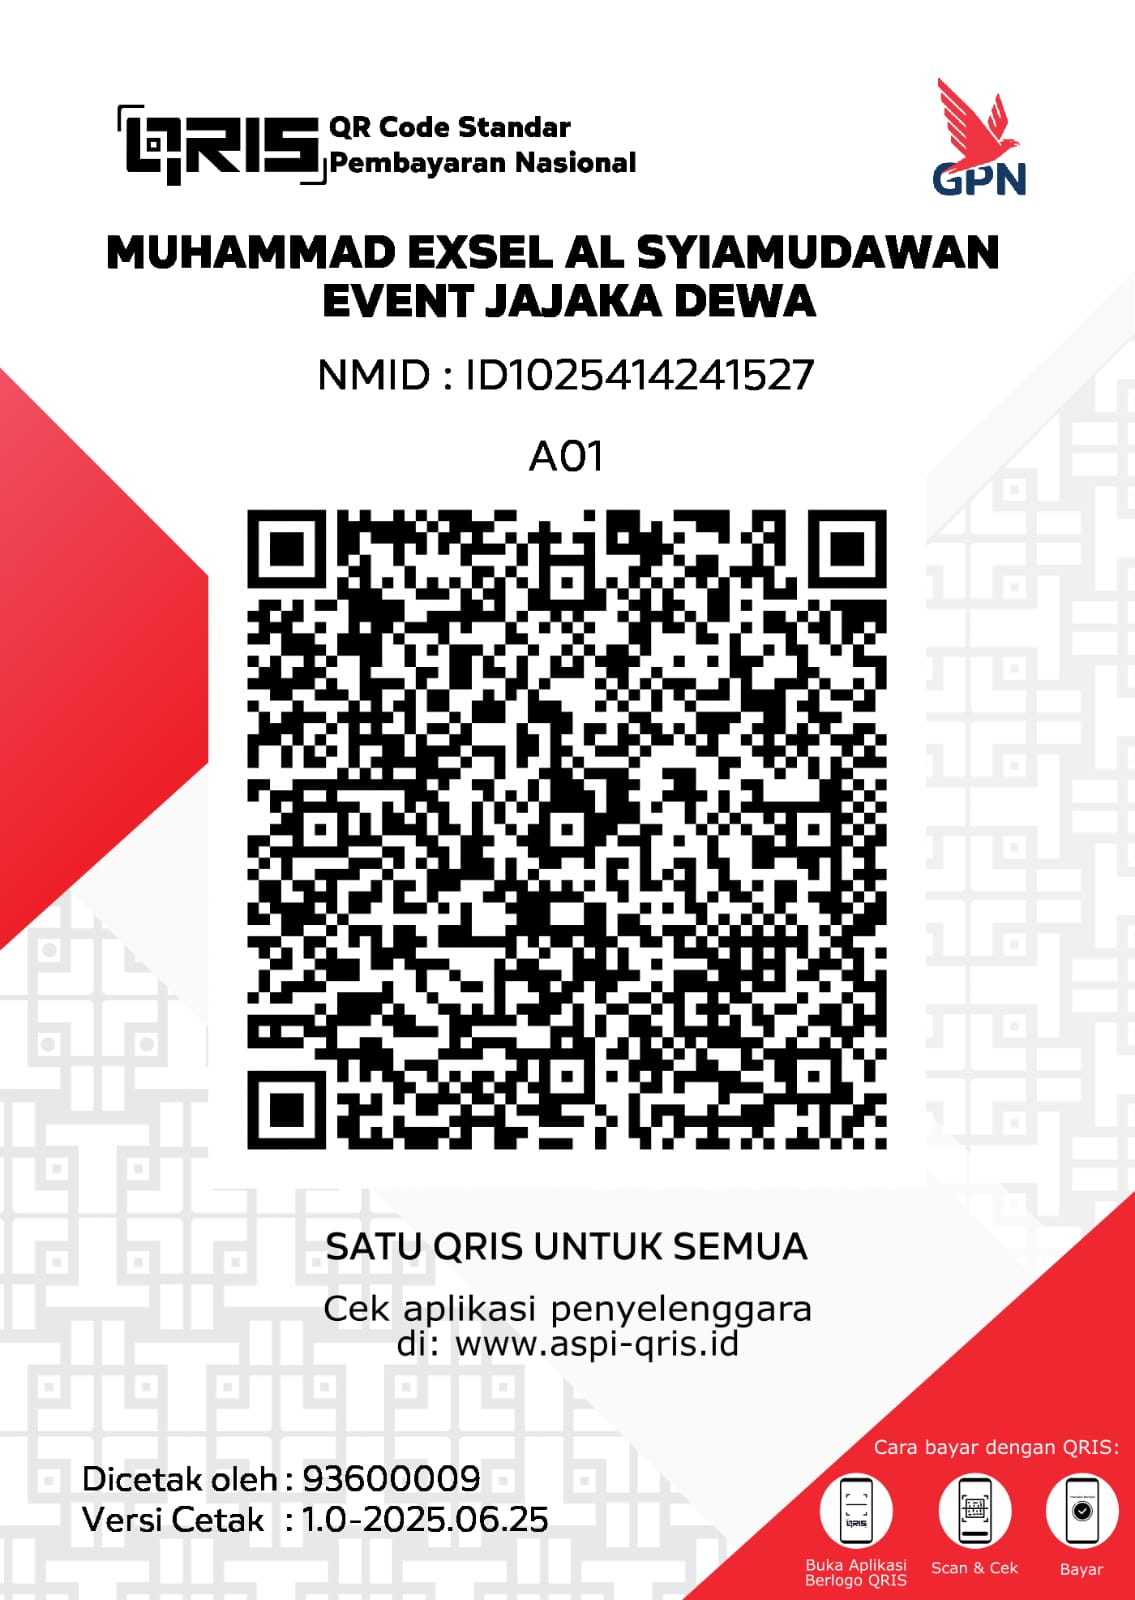 QRIS QR Code Standar
Pembayaran Nasional
GPN
MUHAMMAD EXSEL AL SYIAMUDAWAN
EVENT JAJAKA DEWA
NMID : ID1025414241527
A01
SATU QRIS UNTUK SEMUA
Cek aplikasi penyelenggara
di: www.aspi-qris.id
Dicetak oleh : 93600009
Versi Cetak : 1.0-2025.06.25
Cara bayar dengan QRIS:
QRIS
Buka Aplikasi
Berlogo QRIS
Scan & Cek
Bayar